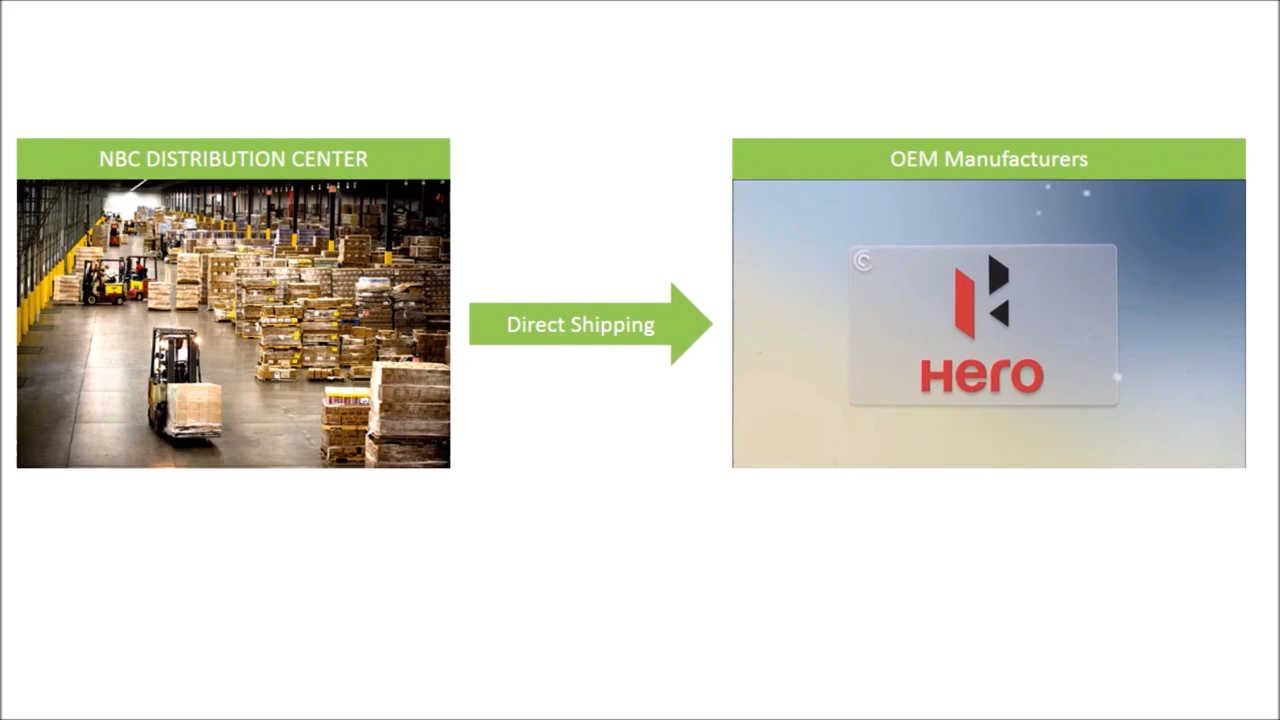 NBC DISTRIBUTION CENTER
OEM Manufacturers
Direct Shipping
©
Hero